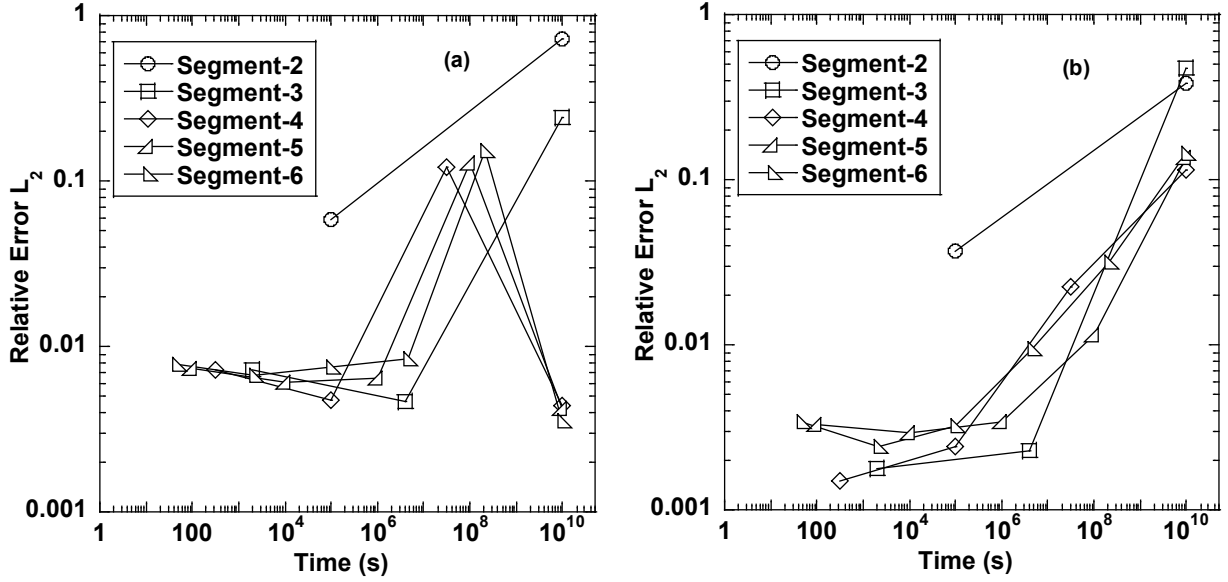 (a)
Segment-2
Segment-3
Segment-4
Segment-5
Segment-6
1
0.1
0.01
0.001
Relative Error L2
1
100
10^4
10^6
10^8
10^10
Time (s)
(b)
Segment-2
Segment-3
Segment-4
Segment-5
Segment-6
1
0.1
0.01
0.001
Relative Error L2
1
100
10^4
10^6
10^8
10^10
Time (s)